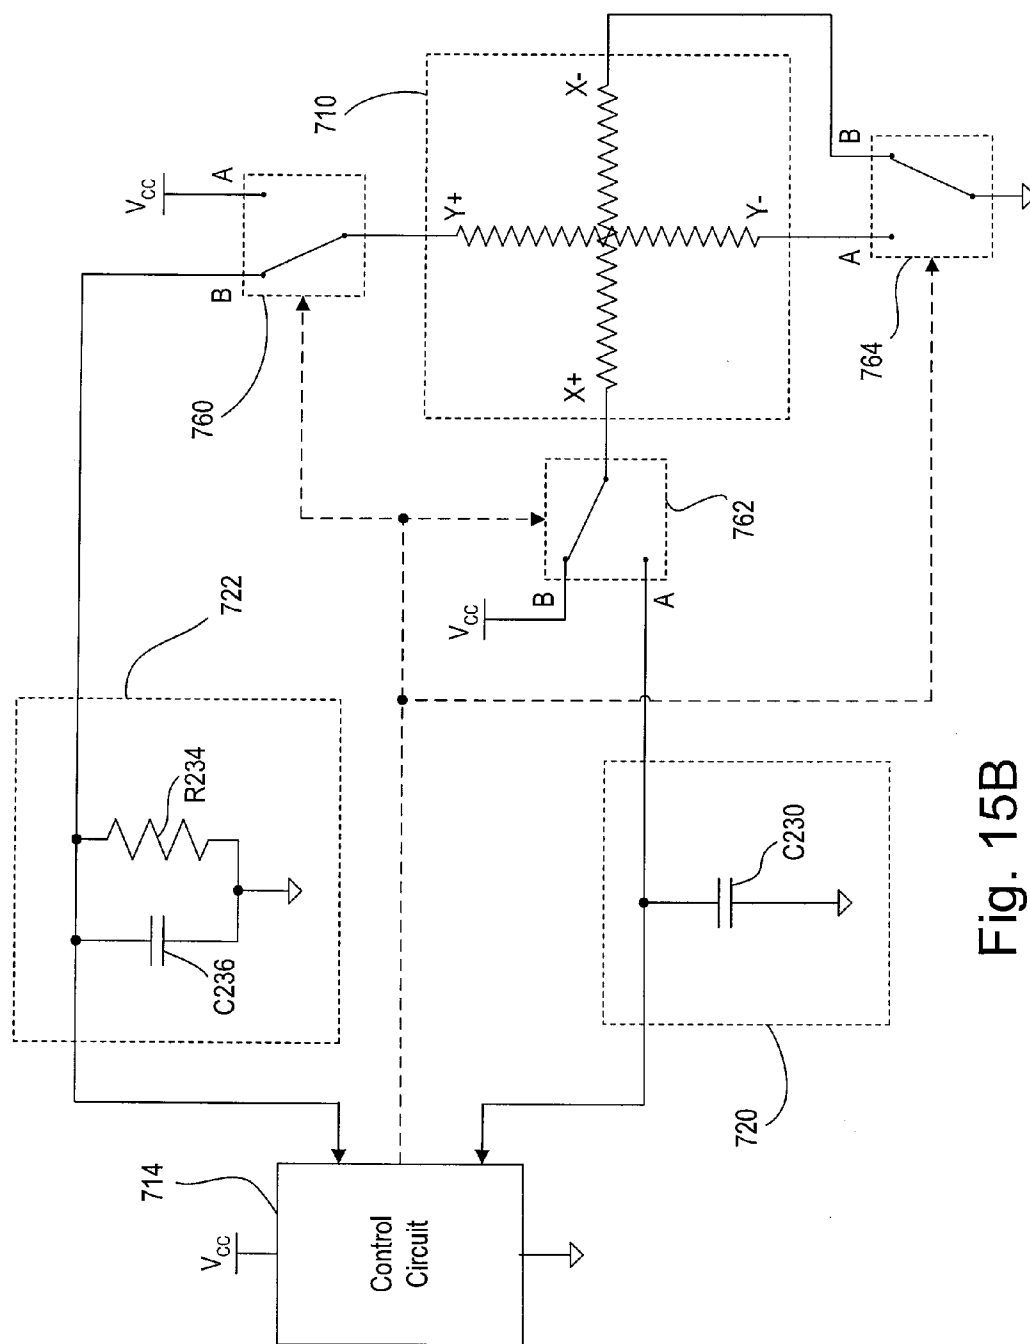 710
V_CC
A
B
760
Y+
X-
Y-
X+
B
A
764
722
762
V_CC
B
A
R234
C236
C230
720
714
V_CC
Control
Circuit
Fig. 15B